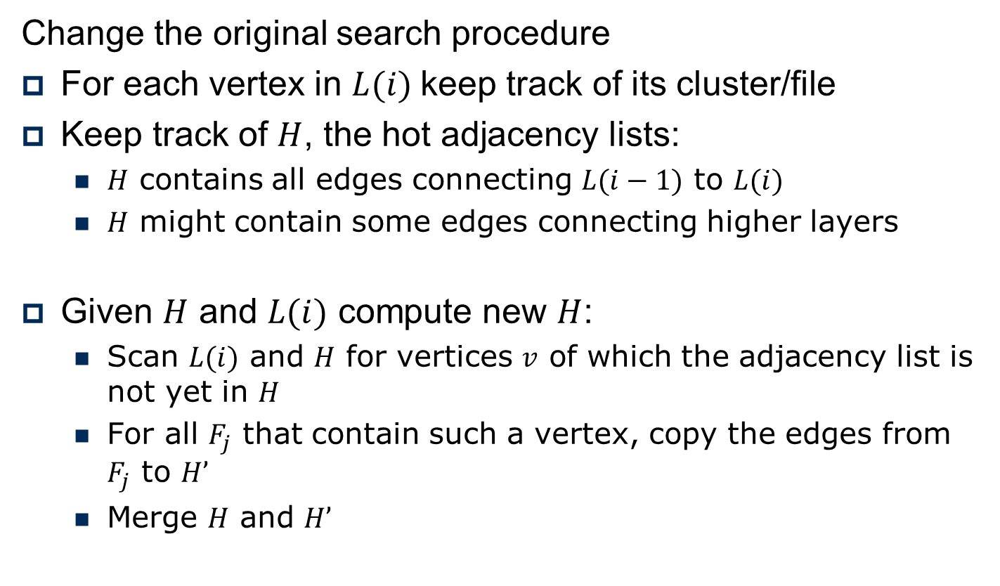 Change the original search procedure
For each vertex in L(i) keep track of its cluster/file
Keep track of H, the hot adjacency lists:
H contains all edges connecting L(i − 1) to L(i)
H might contain some edges connecting higher layers
Given H and L(i) compute new H:
Scan L(i) and H for vertices v of which the adjacency list is
not yet in H
For all Fj that contain such a vertex, copy the edges from
Fj to H’
Merge H and H’